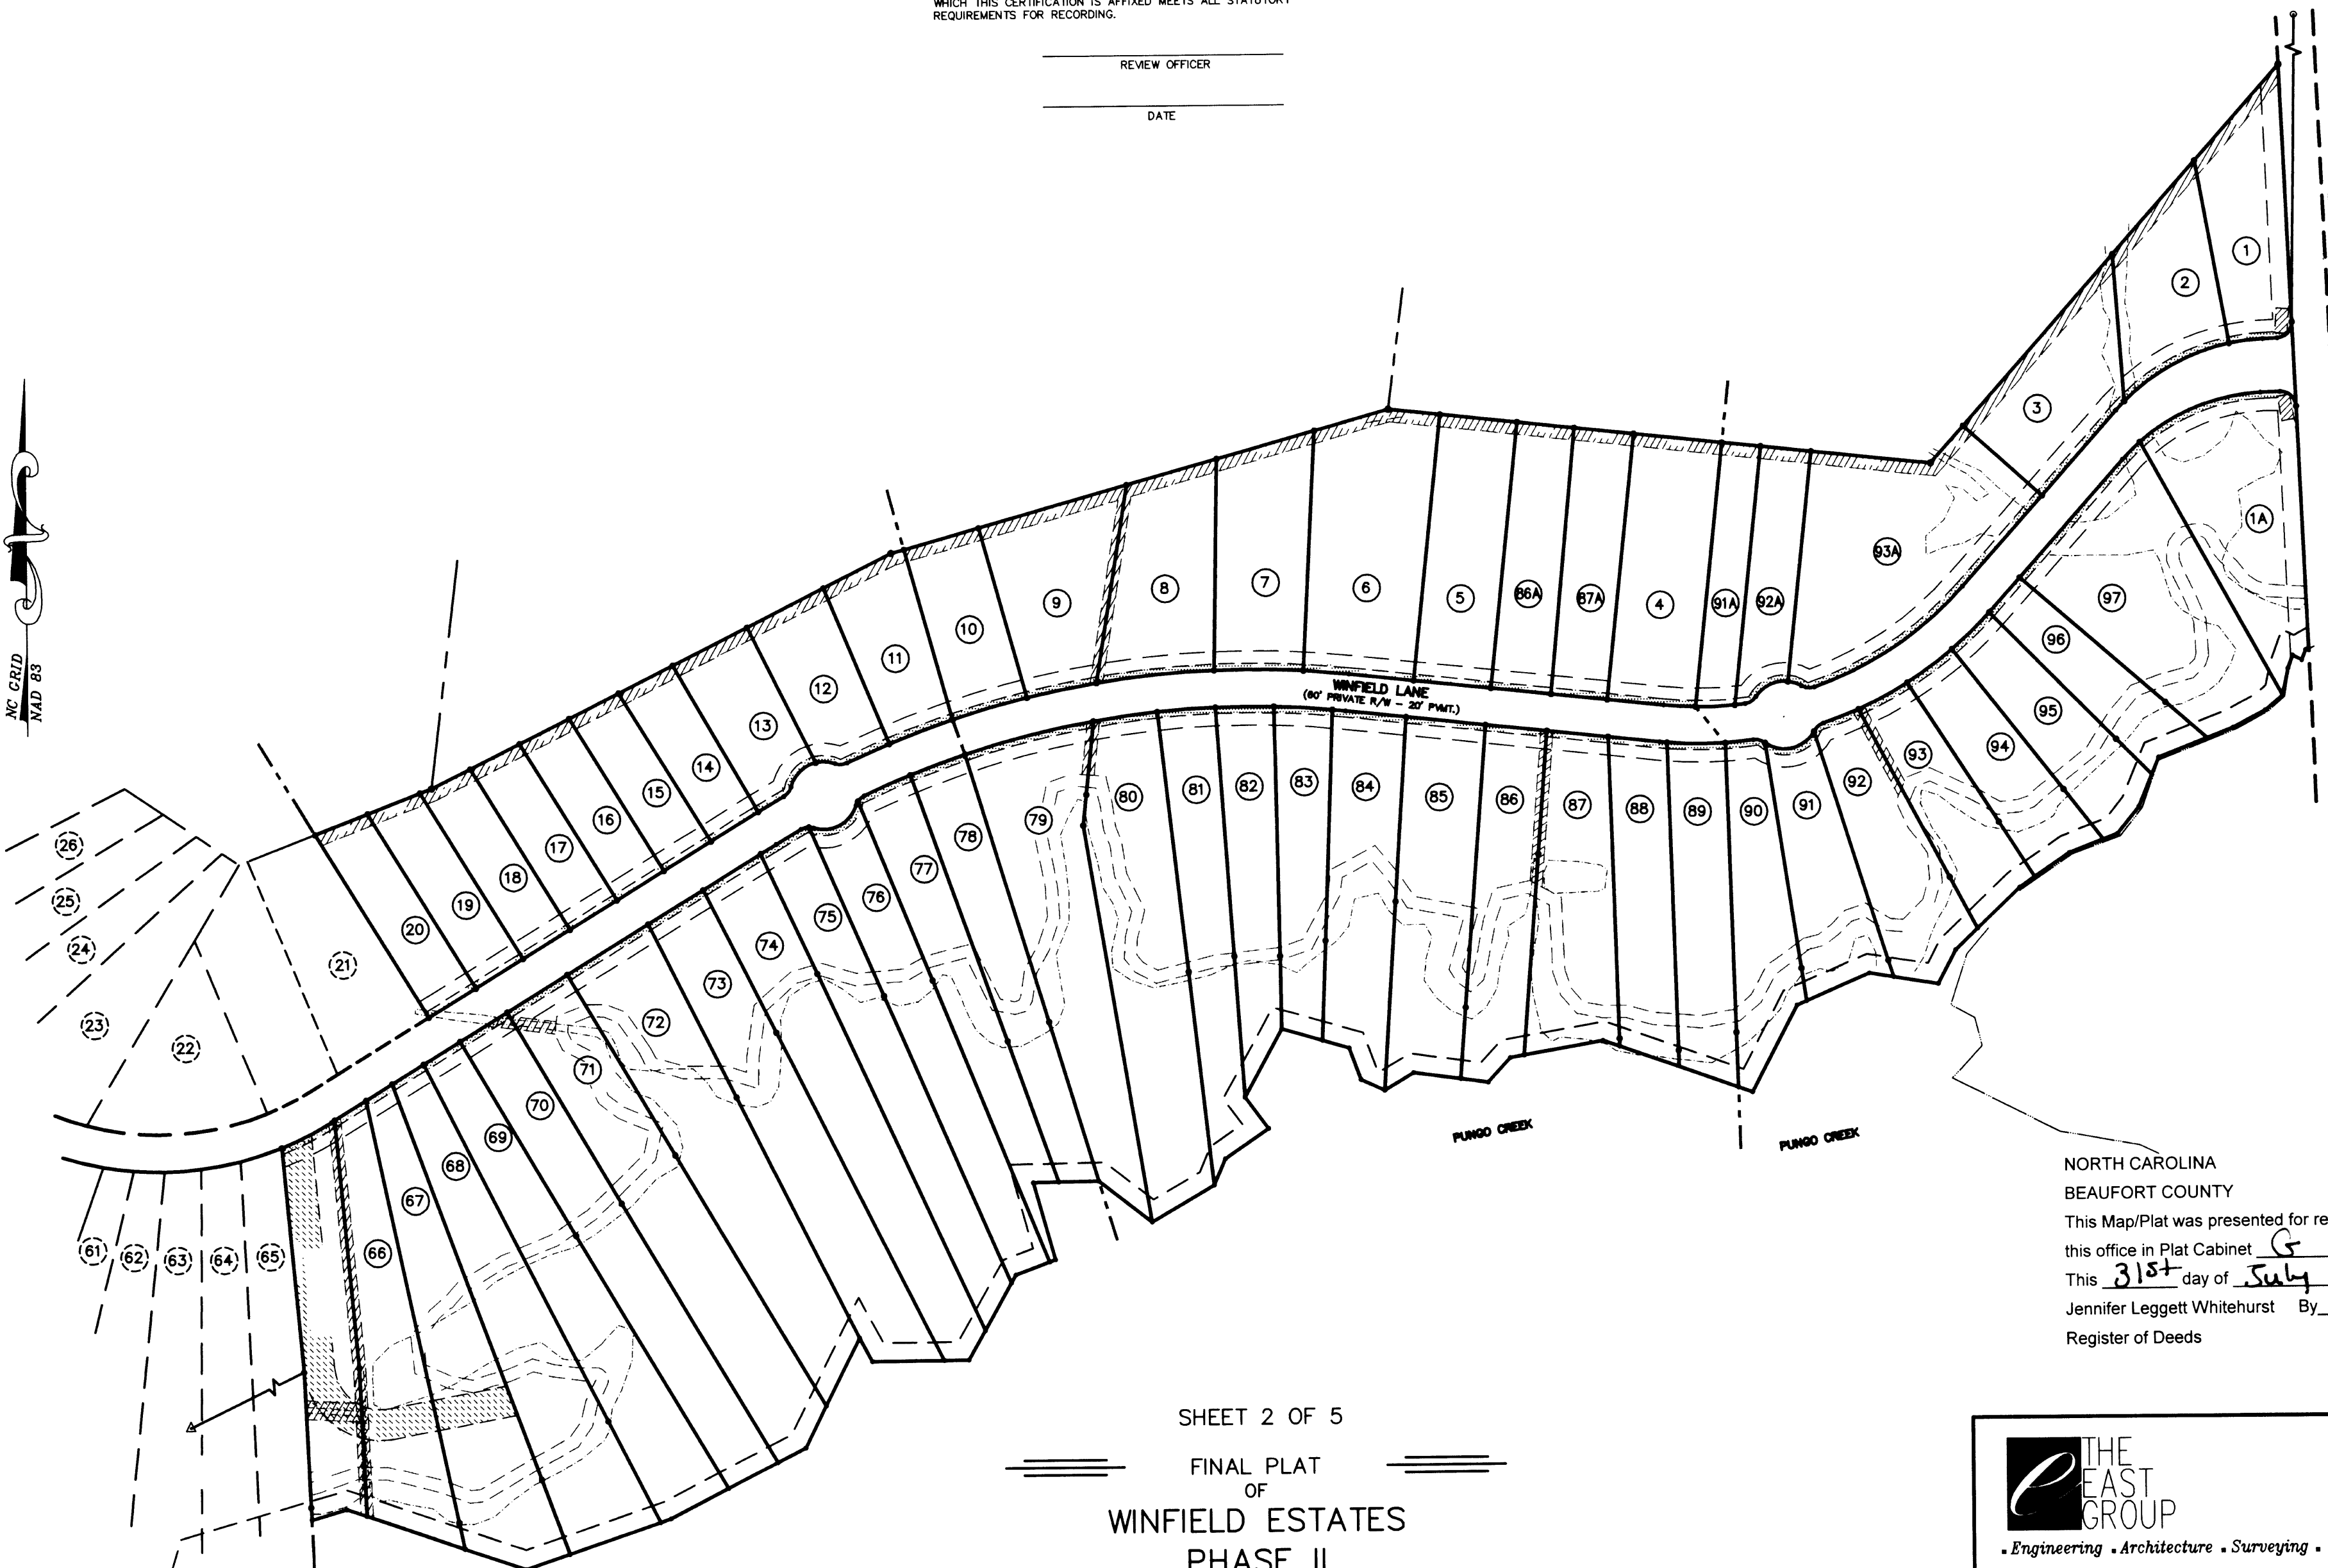 WHICH THIS CERTIFICATION IS AFFIXED MEETS ALL STATUTORY
REQUIREMENTS FOR RECORDING.
REVIEW OFFICER
DATE
NC GRID
NAD 83
1
2
3
1A
93A
97
96
95
94
93
92
91
90
89
88
87
86
85
84
83
82
81
80
79
78
77
76
75
74
73
72
71
70
69
68
67
66
65
64
63
62
61
92A
91A
4
87A
86A
5
6
7
8
9
10
11
12
13
14
15
16
17
18
19
20
21
22
23
24
25
26
WINFIELD LANE
(60' PRIVATE R/W - 20' PVMT.)
PUNGO CREEK
PUNGO CREEK
NORTH CAROLINA
BEAUFORT COUNTY
This Map/Plat was presented for re
this office in Plat Cabinet G
This 31st day of July
Jennifer Leggett Whitehurst By
Register of Deeds
SHEET 2 OF 5
FINAL PLAT
OF
WINFIELD ESTATES
PHASE II
e THE
EAST
GROUP
. Engineering . Architecture . Surveying .